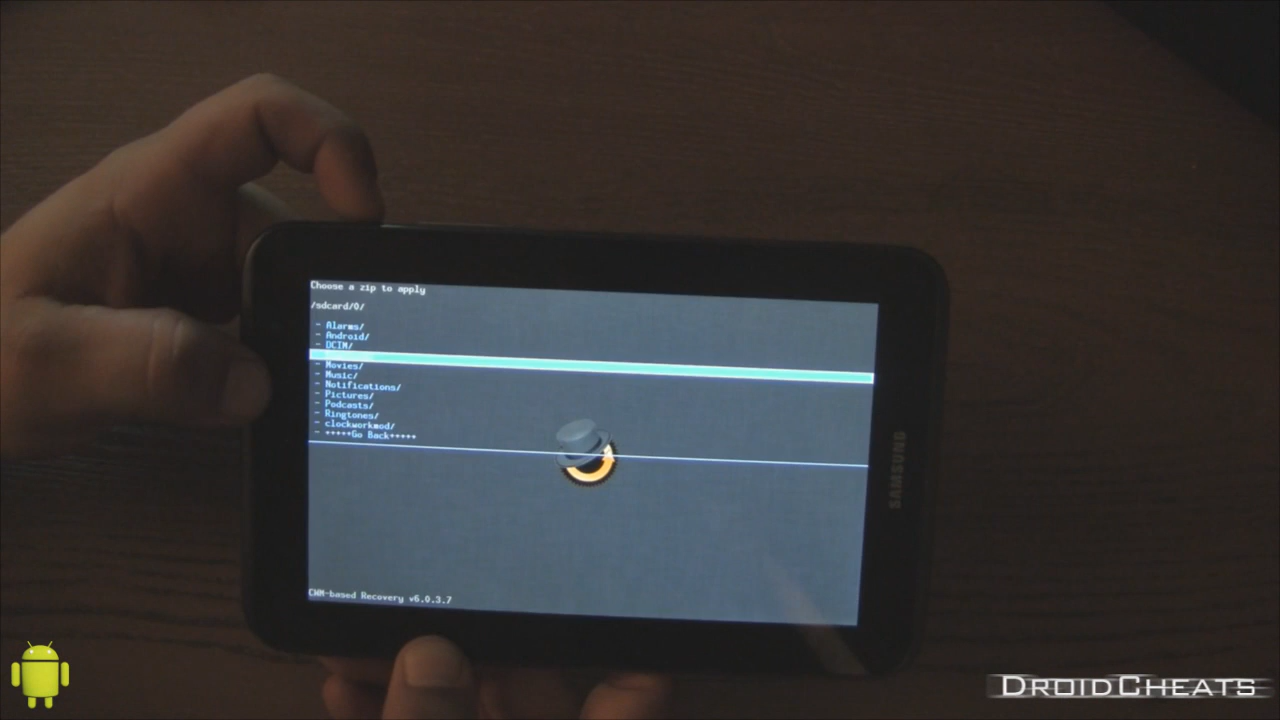 Choose a zip to apply
/sdcard/0/
- Alarms/
- Android/
- DCIM/
- Movies/
- Music/
- Notifications/
- Pictures/
- Podcasts/
- Ringtones/
- clockworkmod/
- +++++Go Back+++++
CWM-based Recovery v6.0.3.7
SAMSUNG
DROIDCHEATS